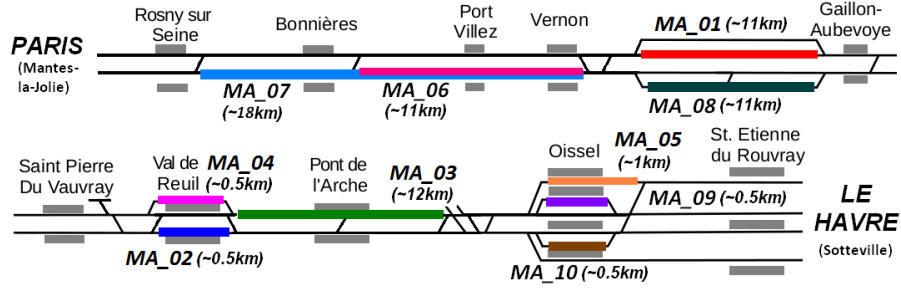 Rosny sur
Seine
Bonnières
Port
Villez
Vernon
MA_01 (~11km)
Gaillon-
Aubevoye
PARIS
(Mantes-
la-Jolie)
MA_07
(~18km)
MA_06
(~11km)
MA_08 (~11km)
Saint Pierre
Du Vauvray
Val de
Reuil
MA_04
(~0.5km)
Pont de
l'Arche
MA_03
(~12km)
Oissel
MA_05
(~1km)
St. Etienne
du Rouvray
MA_09 (~0.5km)
LE
HAVRE
(Sotteville)
MA_02 (~0.5km)
MA_10 (~0.5km)